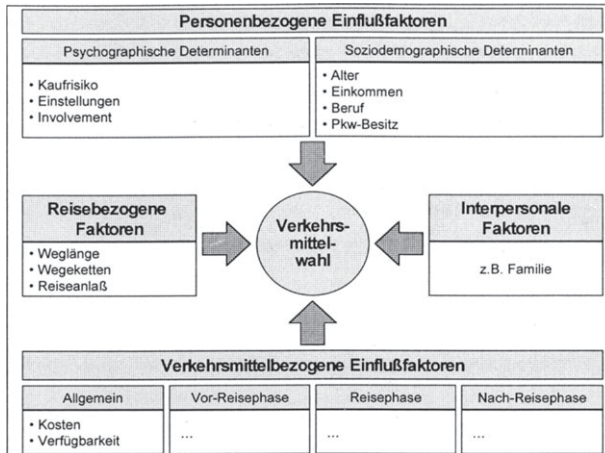 Personenbezogene Einflußfaktoren
Psychographische Determinanten
• Kaufrisiko
• Einstellungen
• Involvement
Soziodemographische Determinanten
• Alter
• Einkommen
• Beruf
• Pkw-Besitz
Reisebezogene
Faktoren
• Weglänge
• Wegeketten
• Reiseanlaß
Verkehrs-
mittel-
wahl
Interpersonale
Faktoren
z.B. Familie
Verkehrsmittelbezogene Einflußfaktoren
Allgemein
• Kosten
• Verfügbarkeit
Vor-Reisephase
...
Reisephase
...
Nach-Reisephase
...